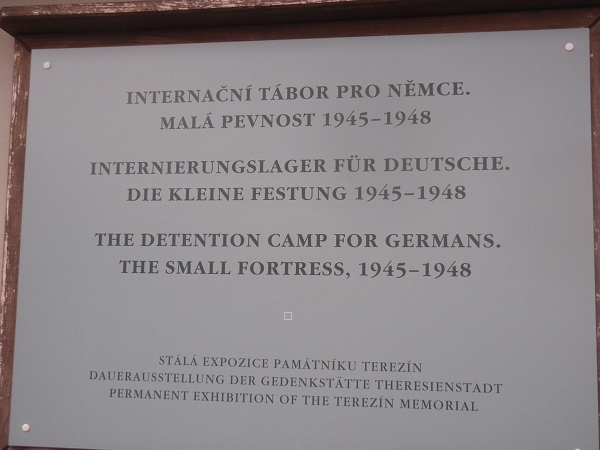 INTERNAČNÍ TÁBOR PRO NĚMCE.
MALÁ PEVNOST 1945–1948
INTERNIERUNGSLAGER FÜR DEUTSCHE.
DIE KLEINE FESTUNG 1945–1948
THE DETENTION CAMP FOR GERMANS.
THE SMALL FORTRESS, 1945–1948
STÁLÁ EXPOZICE PAMÁTNÍKU TEREZÍN
DAUERAUSSTELLUNG DER GEDENKSTÄTTE THERESIENSTADT
PERMANENT EXHIBITION OF THE TEREZÍN MEMORIAL